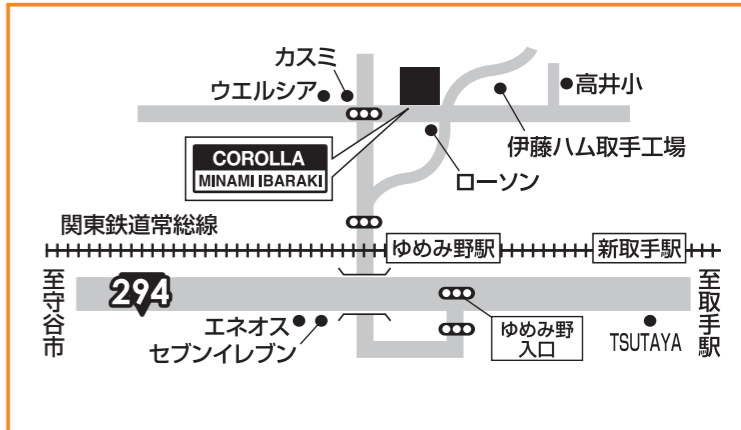 カスミ
ウエルシア
高井小
伊藤ハム取手工場
COROLLA
MINAMI IBARAKI
ローソン
関東鉄道常総線
ゆめみ野駅
新取手駅
至守谷市
294
至取手駅
エネオス
セブンイレブン
ゆめみ野
入口
TSUTAYA